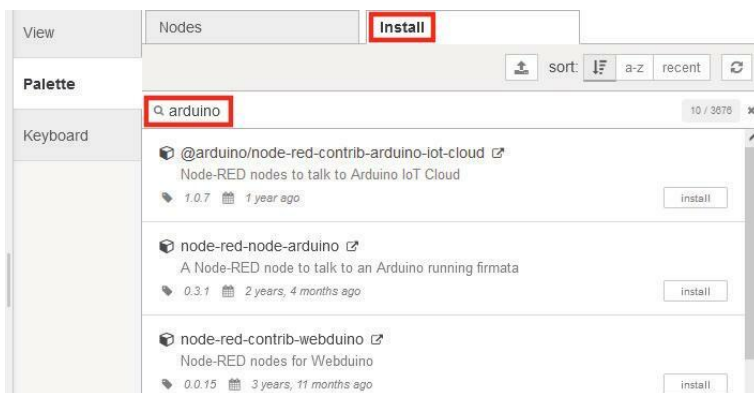 View
Palette
Keyboard
Nodes
Install
sort: a-z recent
arduino
10 / 3676
@arduino/node-red-contrib-arduino-iot-cloud
Node-RED nodes to talk to Arduino IoT Cloud
1.0.7 1 year ago
install
node-red-node-arduino
A Node-RED node to talk to an Arduino running firmata
0.3.1 2 years, 4 months ago
install
node-red-contrib-webduino
Node-RED nodes for Webduino
0.0.15 3 years, 11 months ago
install